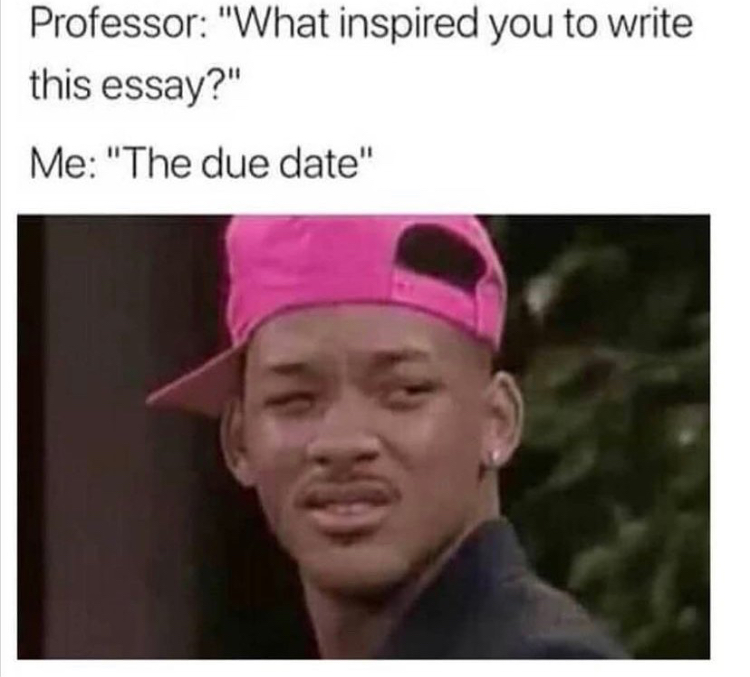 Professor: "What inspired you to write
this essay?"
Me: "The due date"